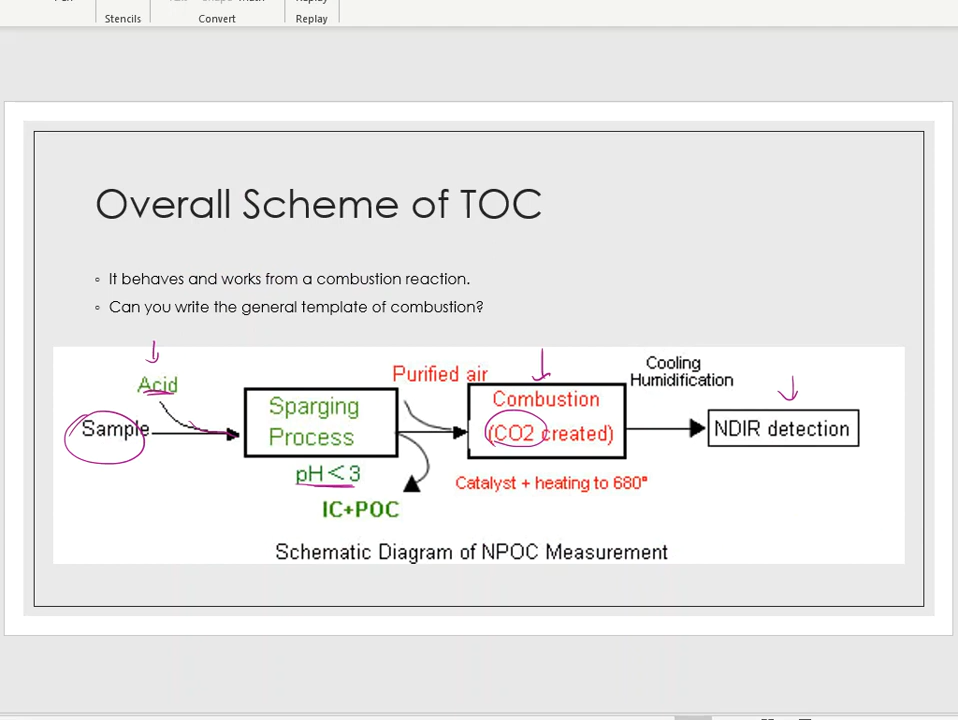 Stencils
Convert
Replay
Overall Scheme of TOC
◦ It behaves and works from a combustion reaction.
◦ Can you write the general template of combustion?
Acid
Sample
Sparging
Process
pH<3
IC+POC
Purified air
Combustion
(CO2 created)
Catalyst + heating to 680°
Cooling
Humidification
NDIR detection
Schematic Diagram of NPOC Measurement